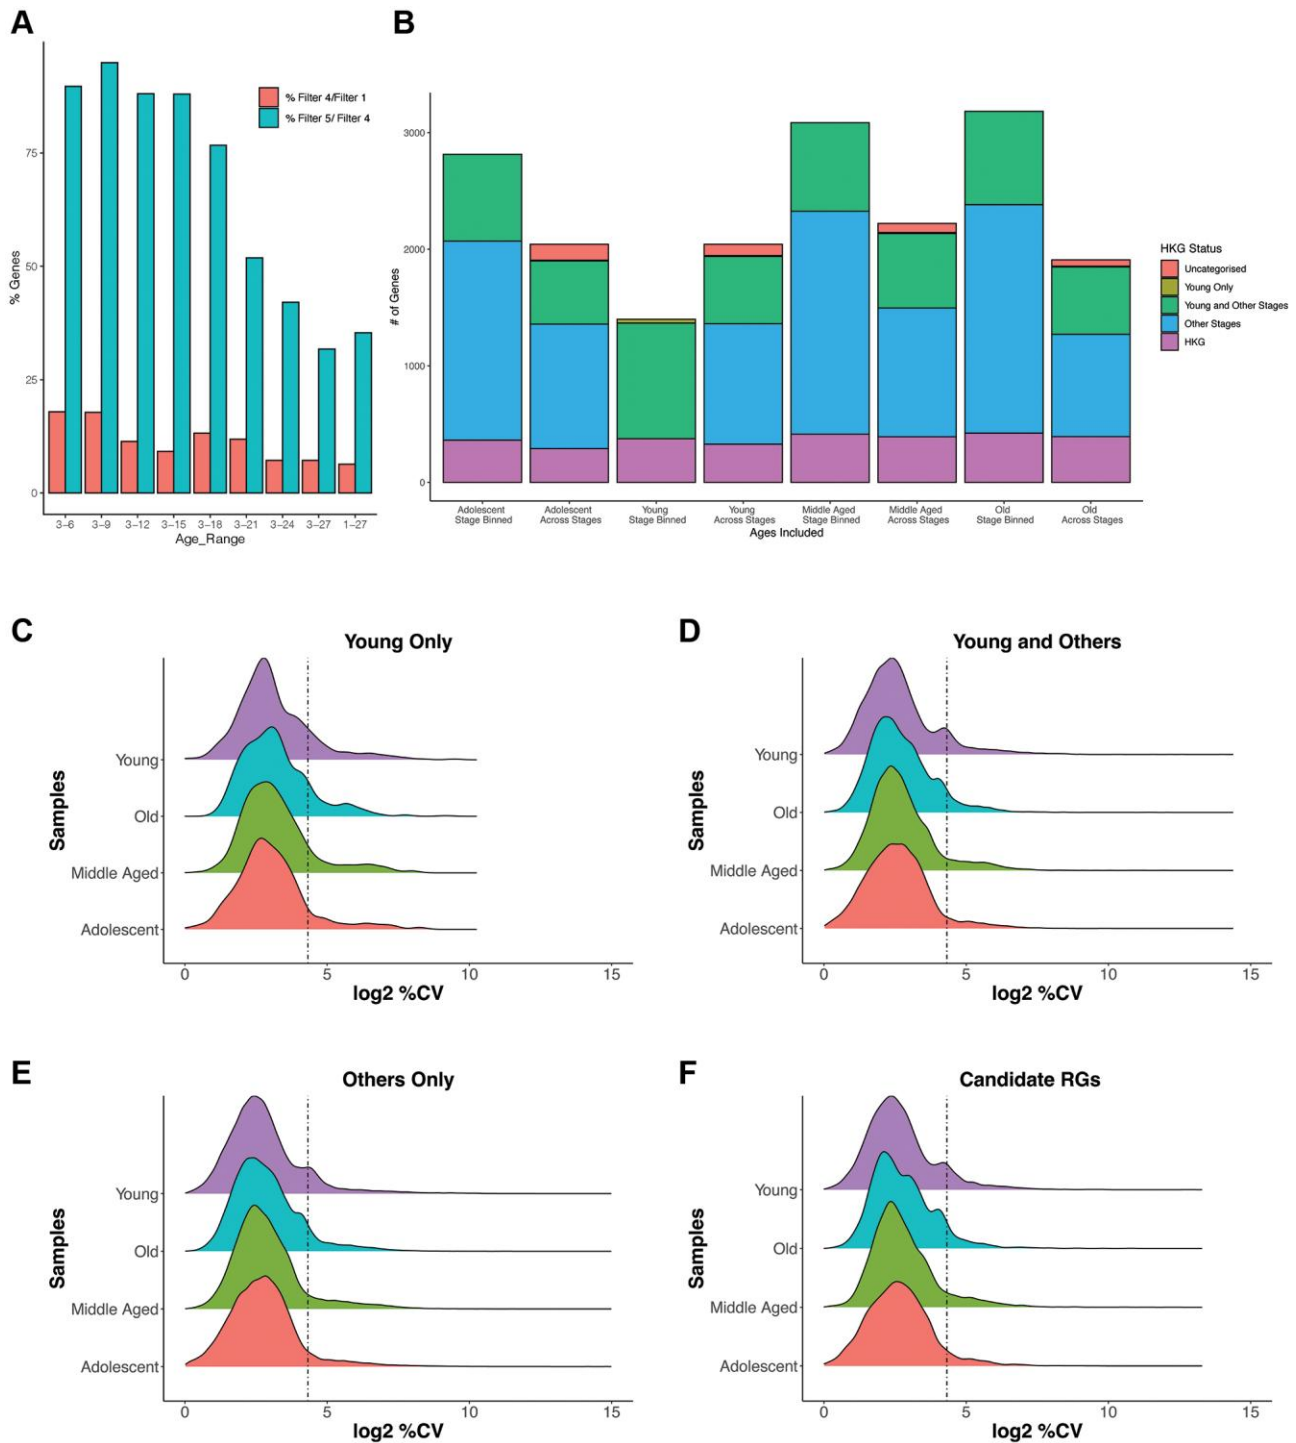 A
% Genes
75
50
25
0
% Filter 4/Filter 1
% Filter 5/ Filter 4
3–6 3–9 3–12 3–15 3–18 3–21 3–24 3–27 1–27
Age_Range
B
# of Genes
3000
2000
1000
0
Adolescent Adolescent Young Young Middle Aged Middle Aged Old Old
Stage Binned Across Stages Stage Binned Across Stages Stage Binned Across Stages Stage Binned Across Stages
Ages Included
HKG Status
Uncategorised
Young Only
Young and Other Stages
Other Stages
HKG
C
Young Only
Samples
Young
Old
Middle Aged
Adolescent
0 5 10 15
log2 %CV
D
Young and Others
Samples
Young
Old
Middle Aged
Adolescent
0 5 10 15
log2 %CV
E
Others Only
Samples
Young
Old
Middle Aged
Adolescent
0 5 10 15
log2 %CV
F
Candidate RGs
Samples
Young
Old
Middle Aged
Adolescent
0 5 10 15
log2 %CV